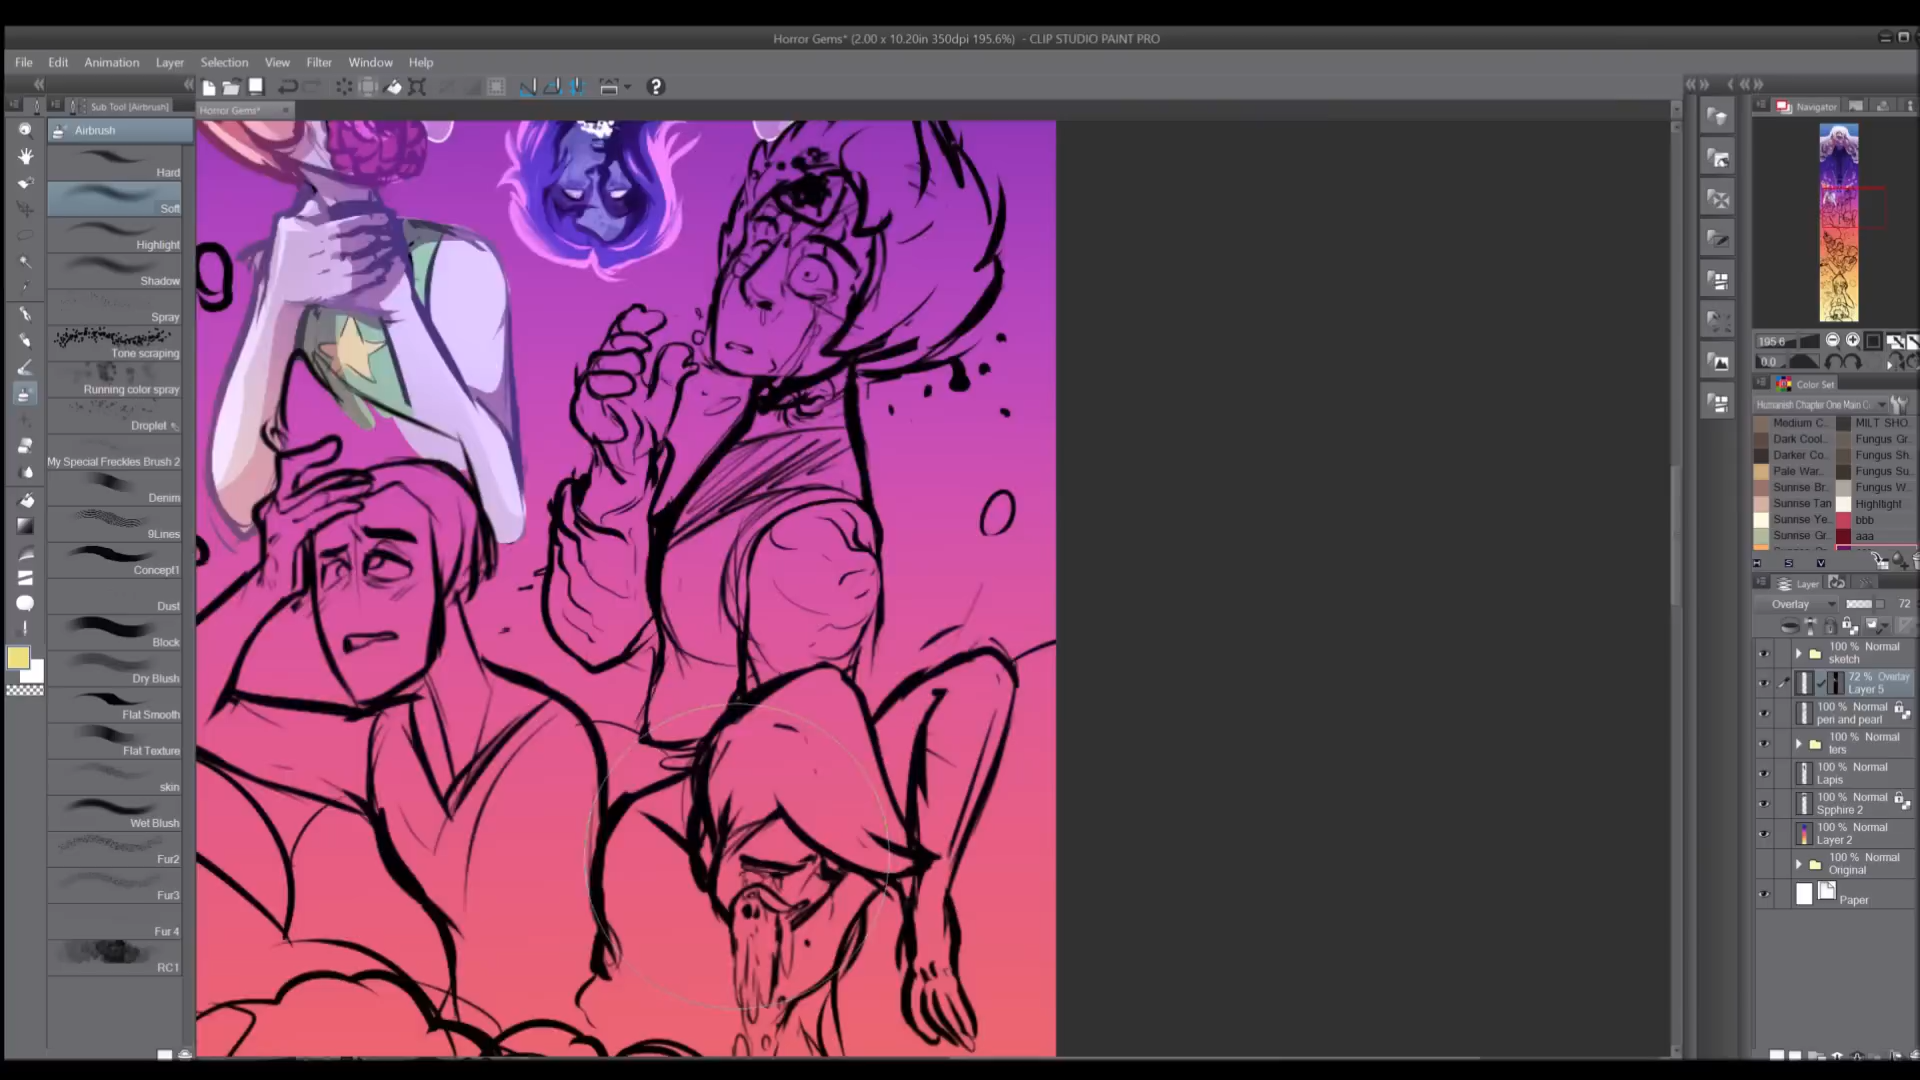 Horror Gems* (2.00 x 10.20in 350dpi 195.6%) - CLIP STUDIO PAINT PRO
File Edit Animation Layer Selection View Filter Window Help
Sub Tool [Airbrush]
Horror Gems*
Navigator
Airbrush
Hard
Soft
Highlight
Shadow
Spray
Tone scraping
Running color spray
Droplet
My Special Freckles Brush 2
Denim
9Lines
Concept1
Dust
Block
Dry Blush
Flat Smooth
Flat Texture
skin
Wet Blush
Fur2
Fur3
Fur 4
RC1
195.6
0.0
Color Set
Humanish Chapter One Main C
Medium C... MILT SHO
Dark Cool... Fungus Gr
Darker Co... Fungus Sh
Pale War... Fungus Su
Sunrise Br... Fungus W
Sunrise Tan Highltight
Sunrise Ye... bbb
Sunrise Gr... aaa
H S V
Layer
Overlay 72
100 % Normal
sketch
72 % Overlay
Layer 5
100 % Normal
peri and pearl
100 % Normal
ters
100 % Normal
Lapis
100 % Normal
Spphire 2
100 % Normal
Layer 2
100 % Normal
Original
Paper